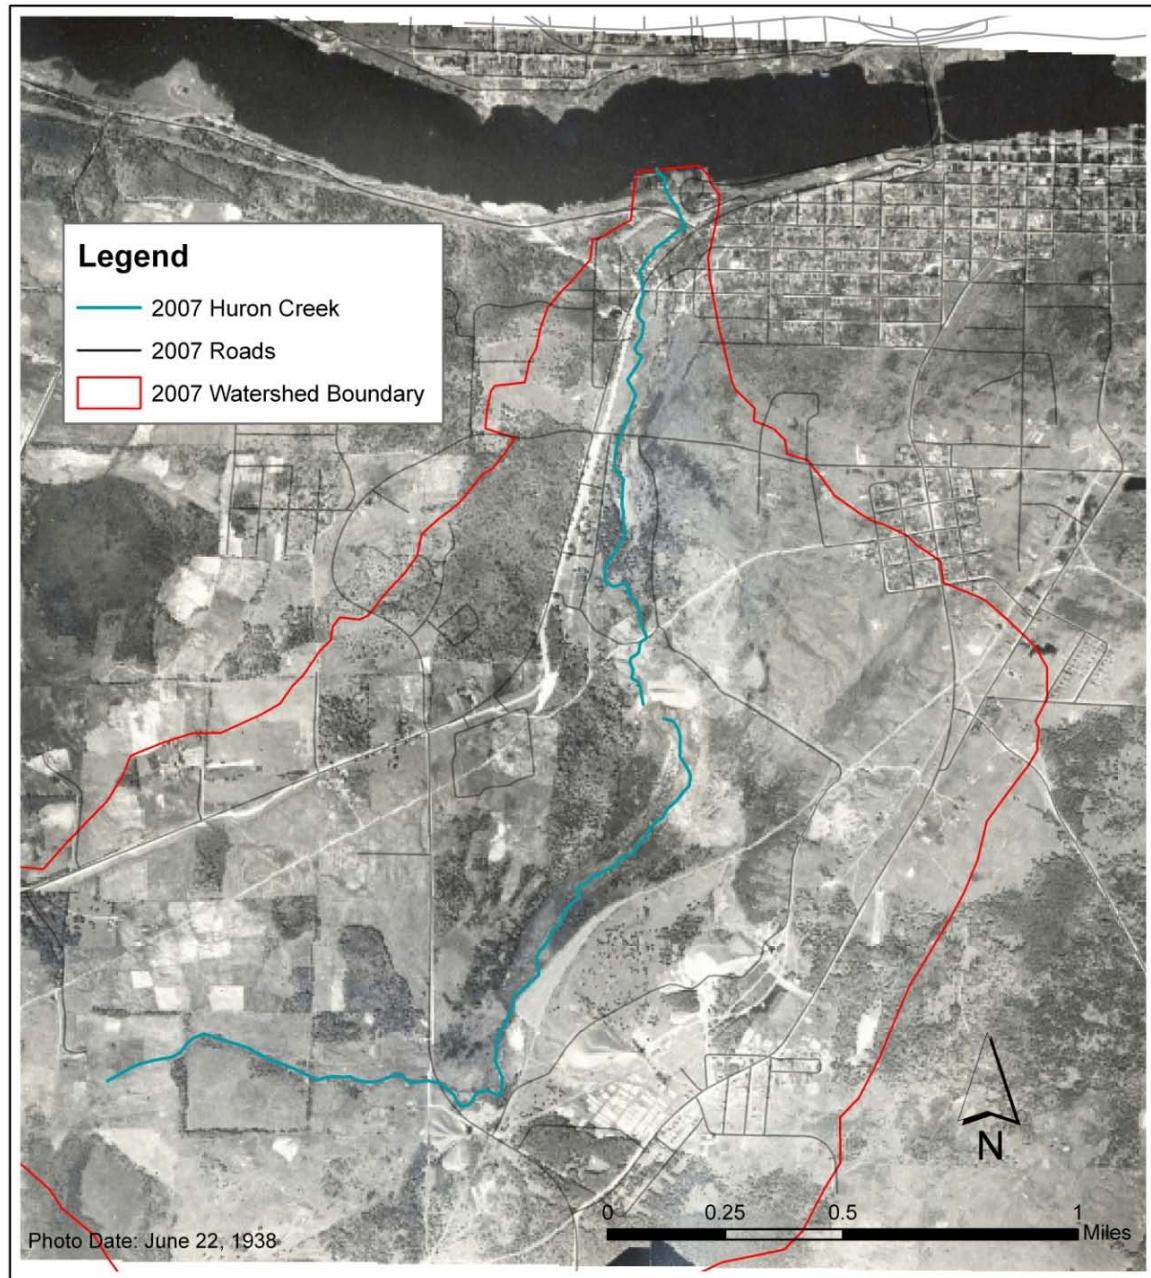 Legend
2007 Huron Creek
2007 Roads
2007 Watershed Boundary
N
0 0.25 0.5 1
Miles
Photo Date: June 22, 1938